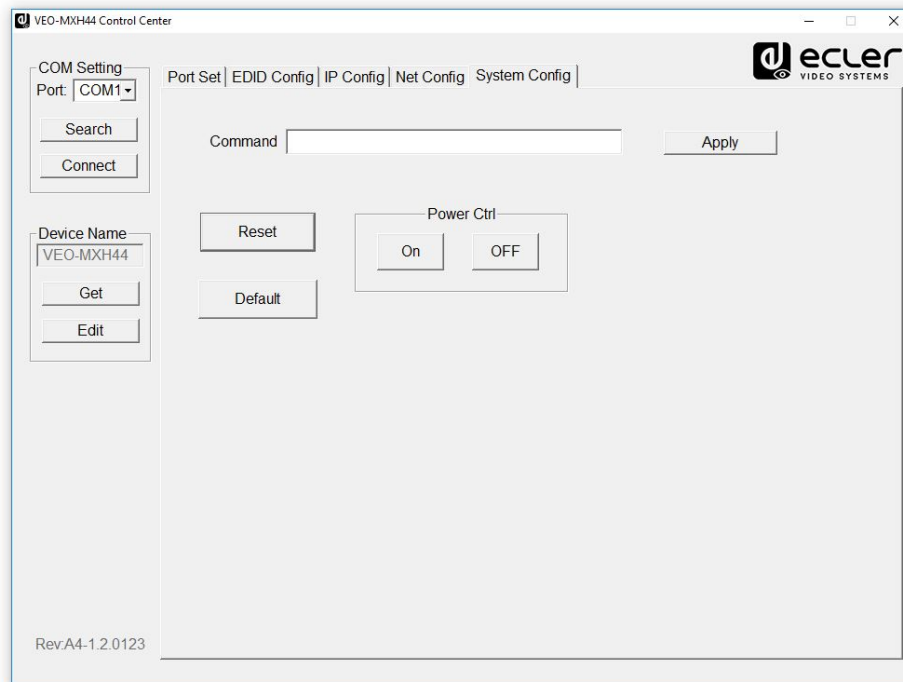 VEO-MXH44 Control Center
ecler
VIDEO SYSTEMS
COM Setting
Port: COM1
Search
Connect
Device Name
VEO-MXH44
Get
Edit
Rev:A4-1.2.0123
Port Set EDID Config IP Config Net Config System Config
Command
Apply
Reset
Default
Power Ctrl
On OFF